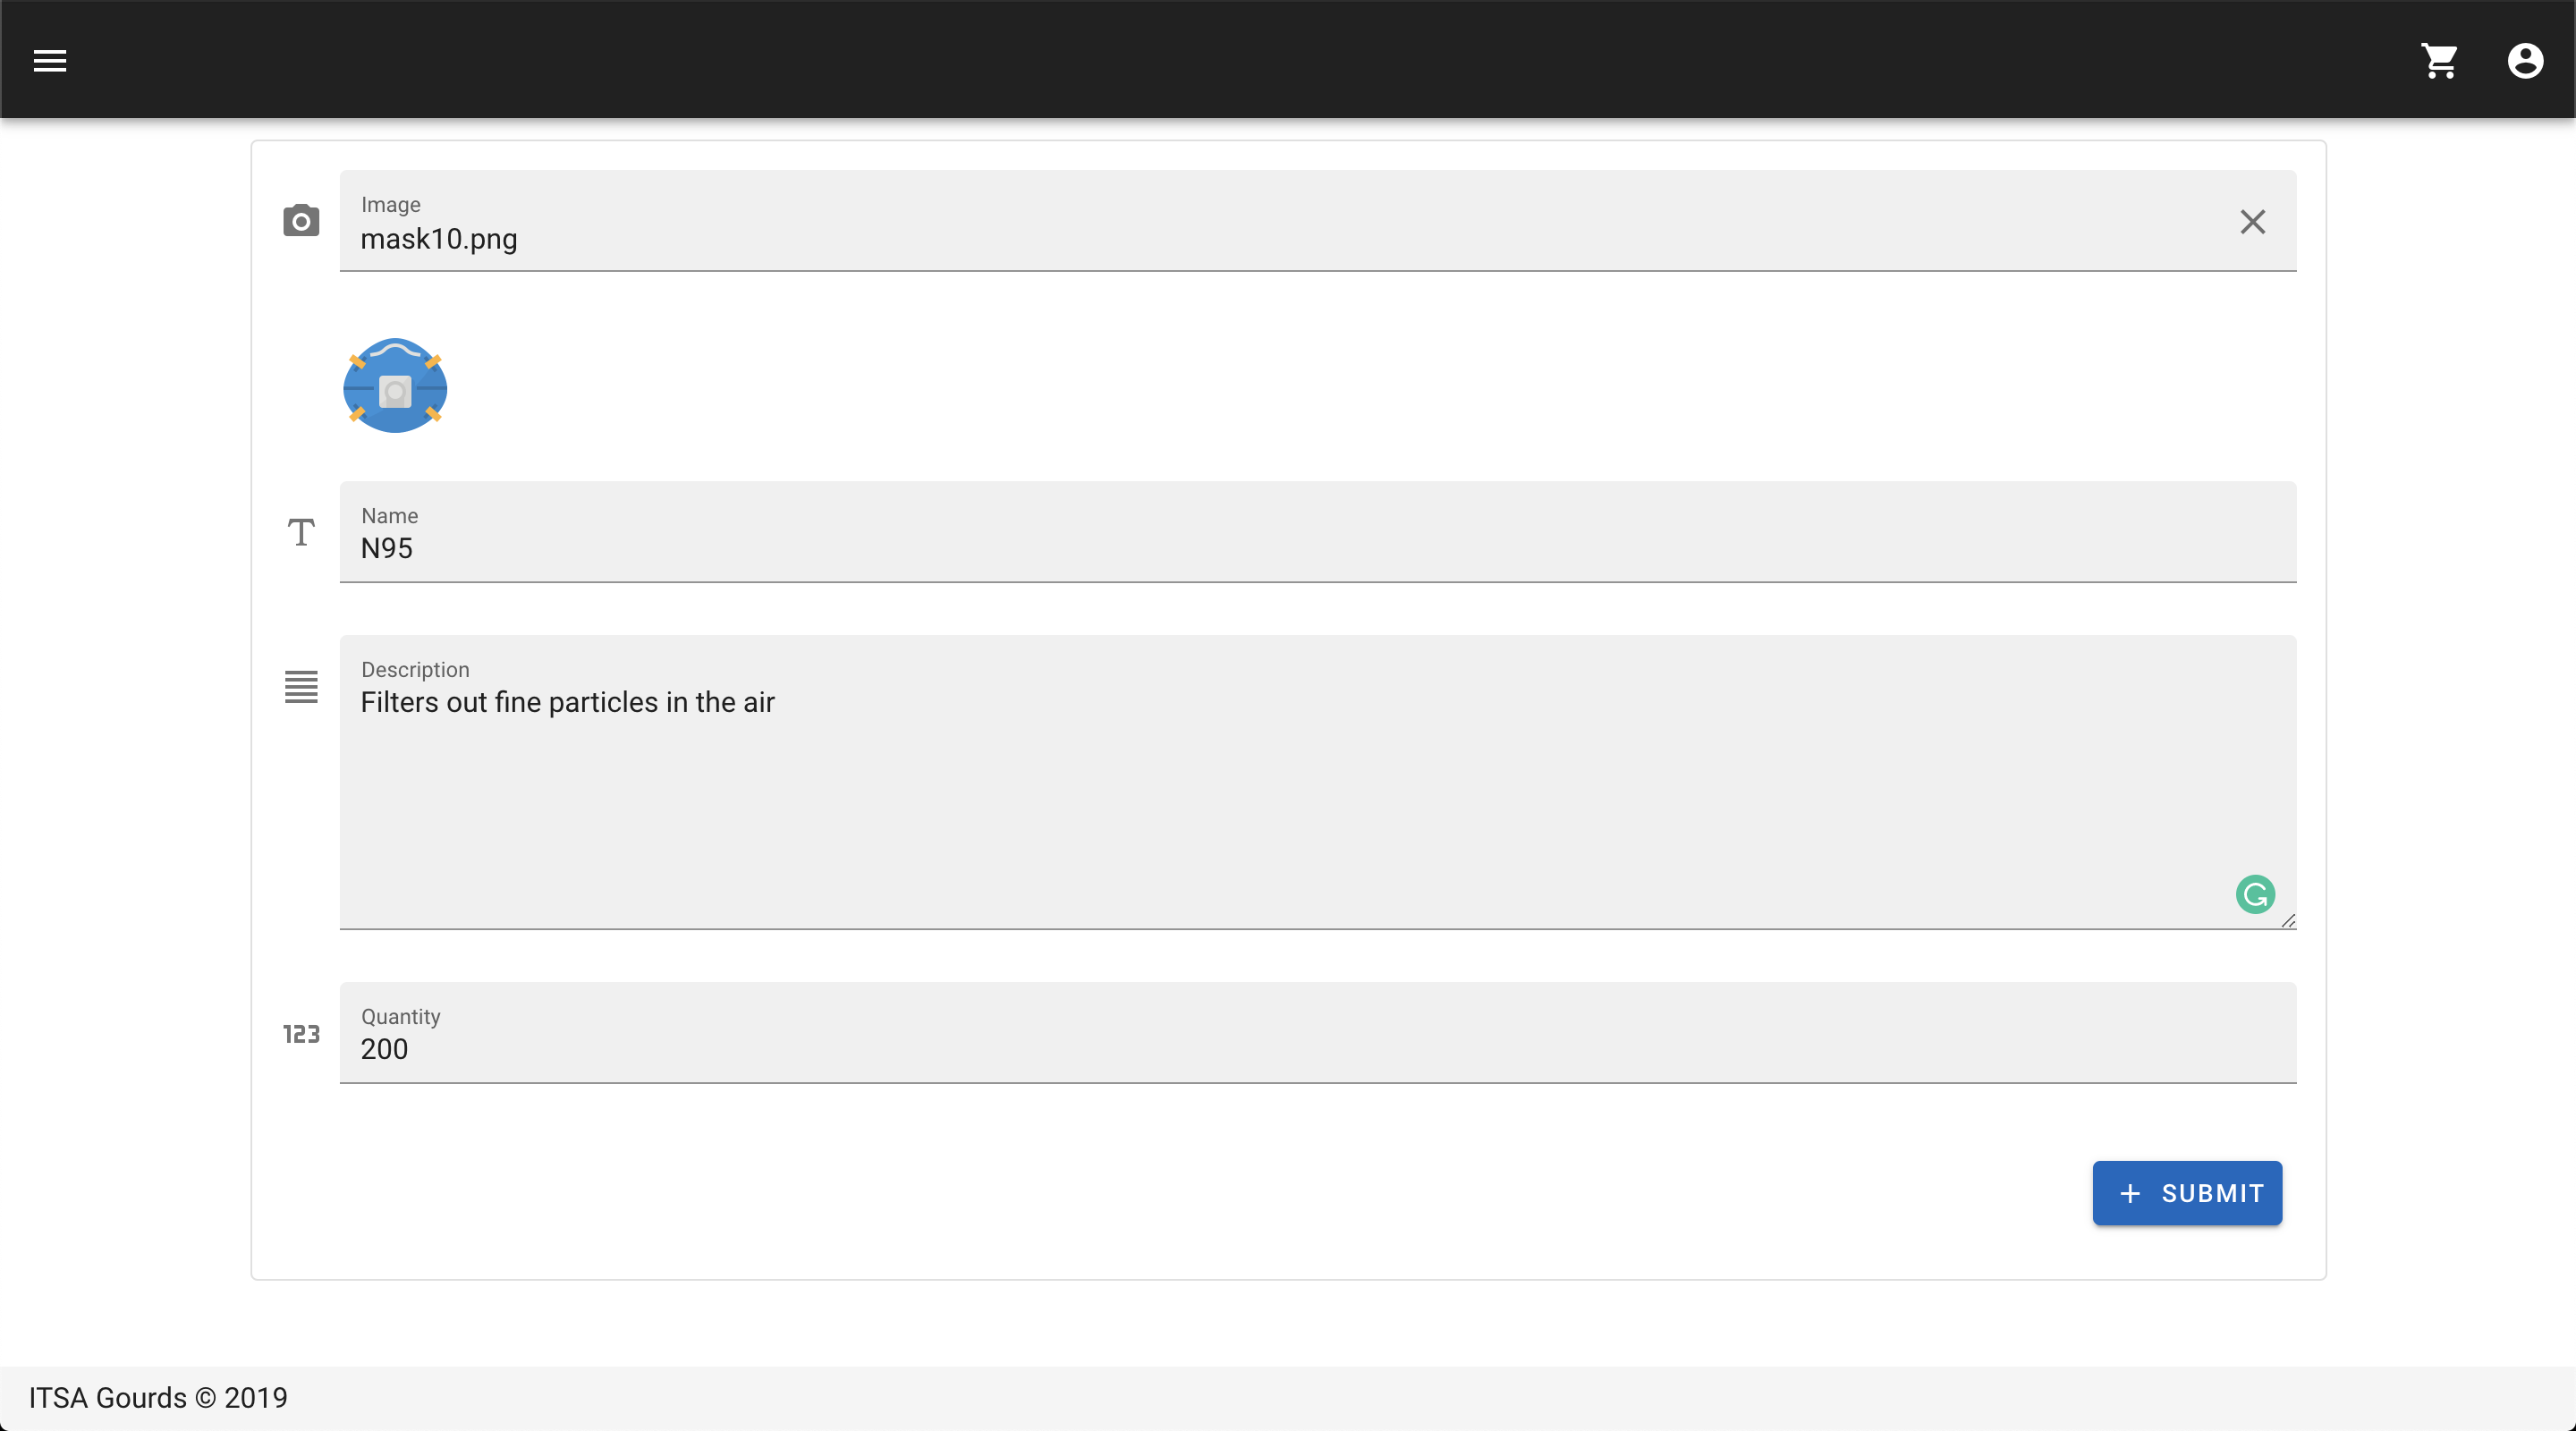 Image
mask10.png
Name
N95
Description
Filters out fine particles in the air
123
Quantity
200
+ SUBMIT
ITSA Gourds © 2019